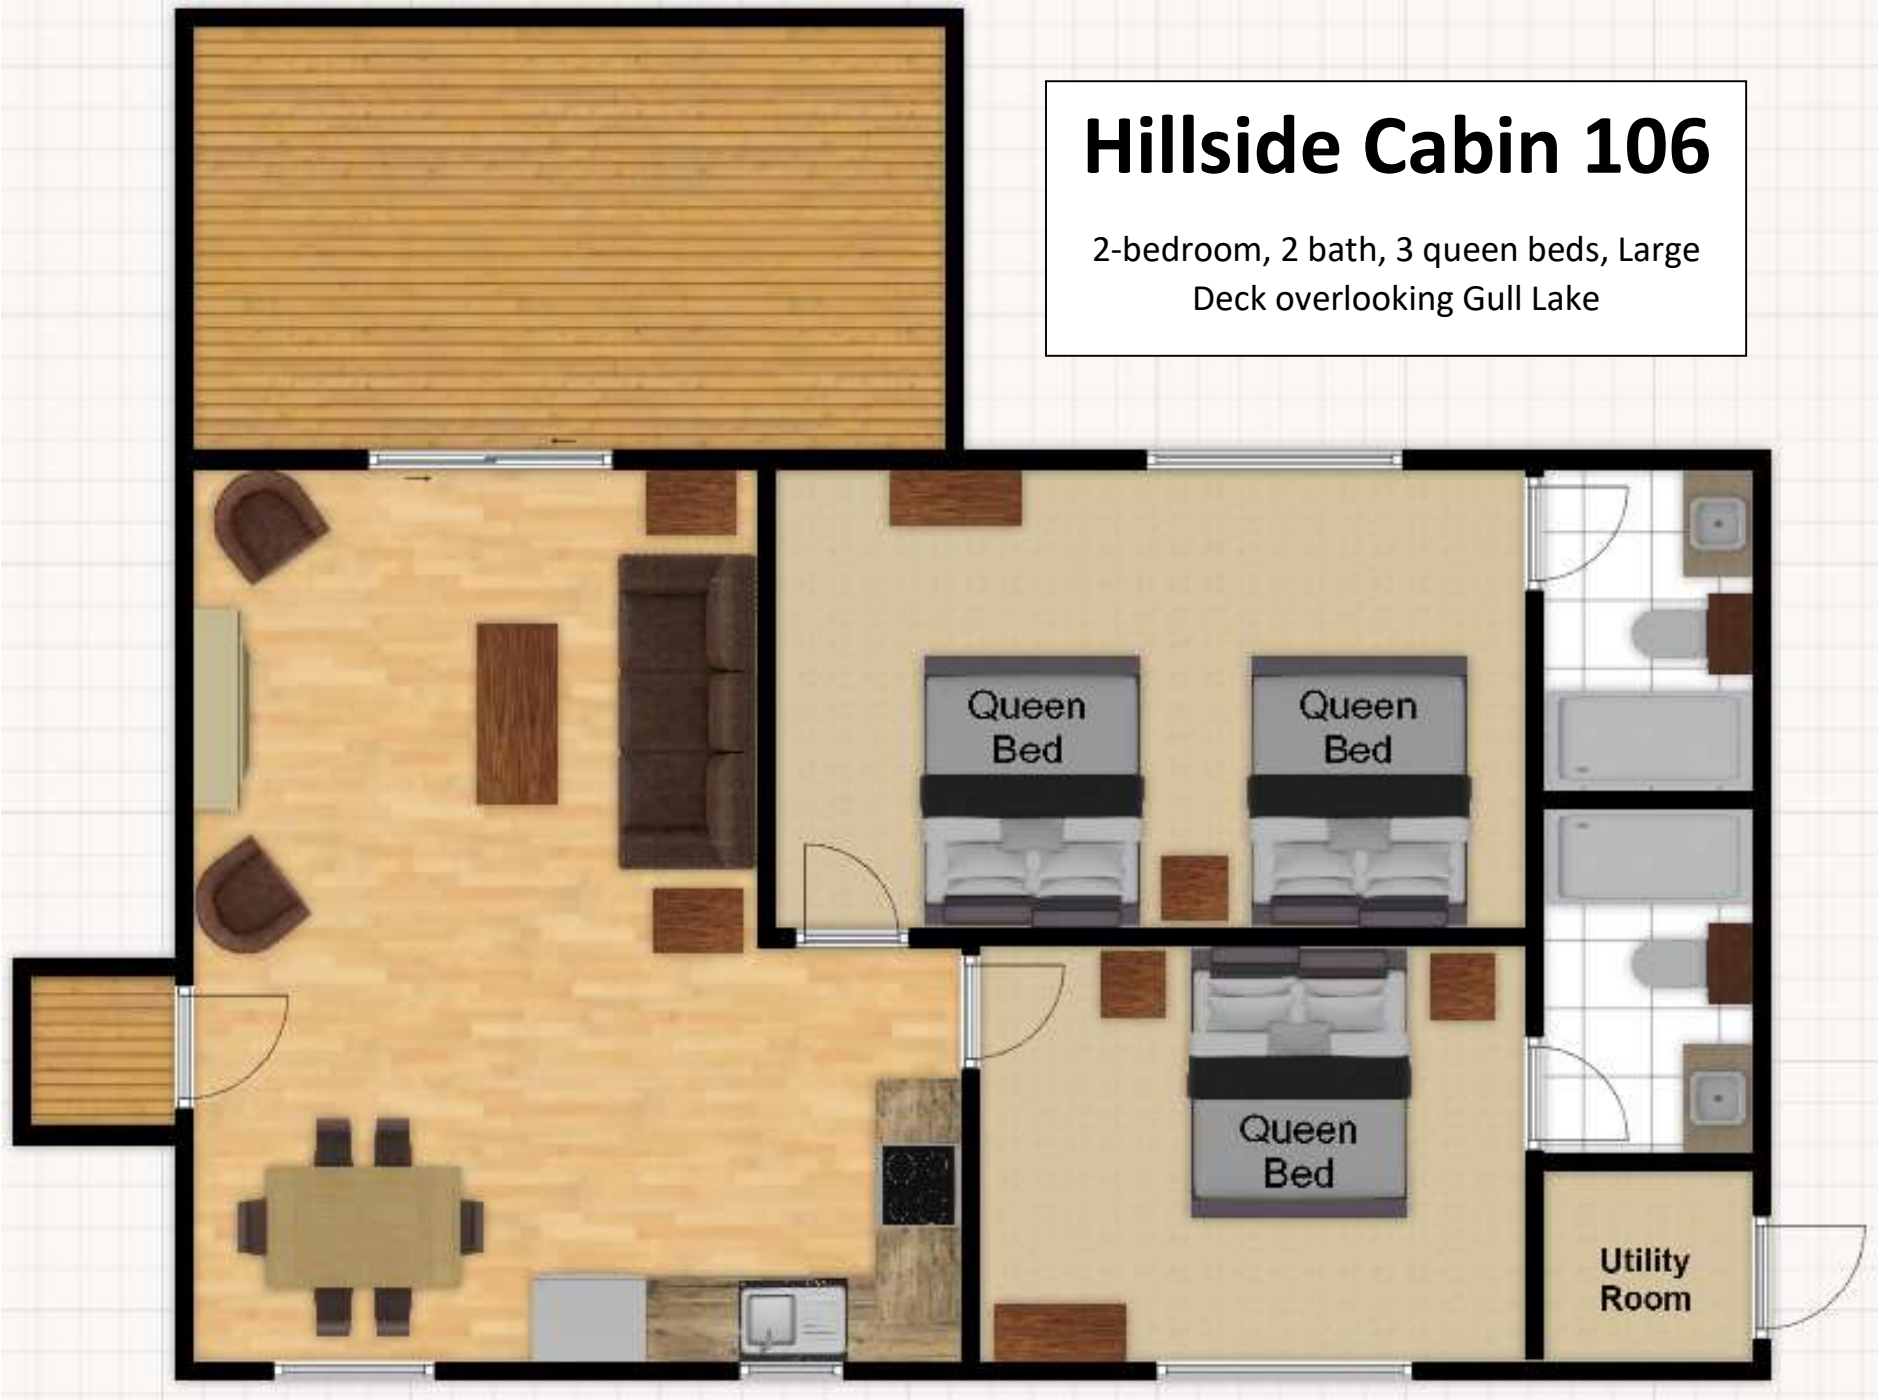 Hillside Cabin 106
2-bedroom, 2 bath, 3 queen beds, Large
Deck overlooking Gull Lake
Queen
Bed
Queen
Bed
Queen
Bed
Utility
Room